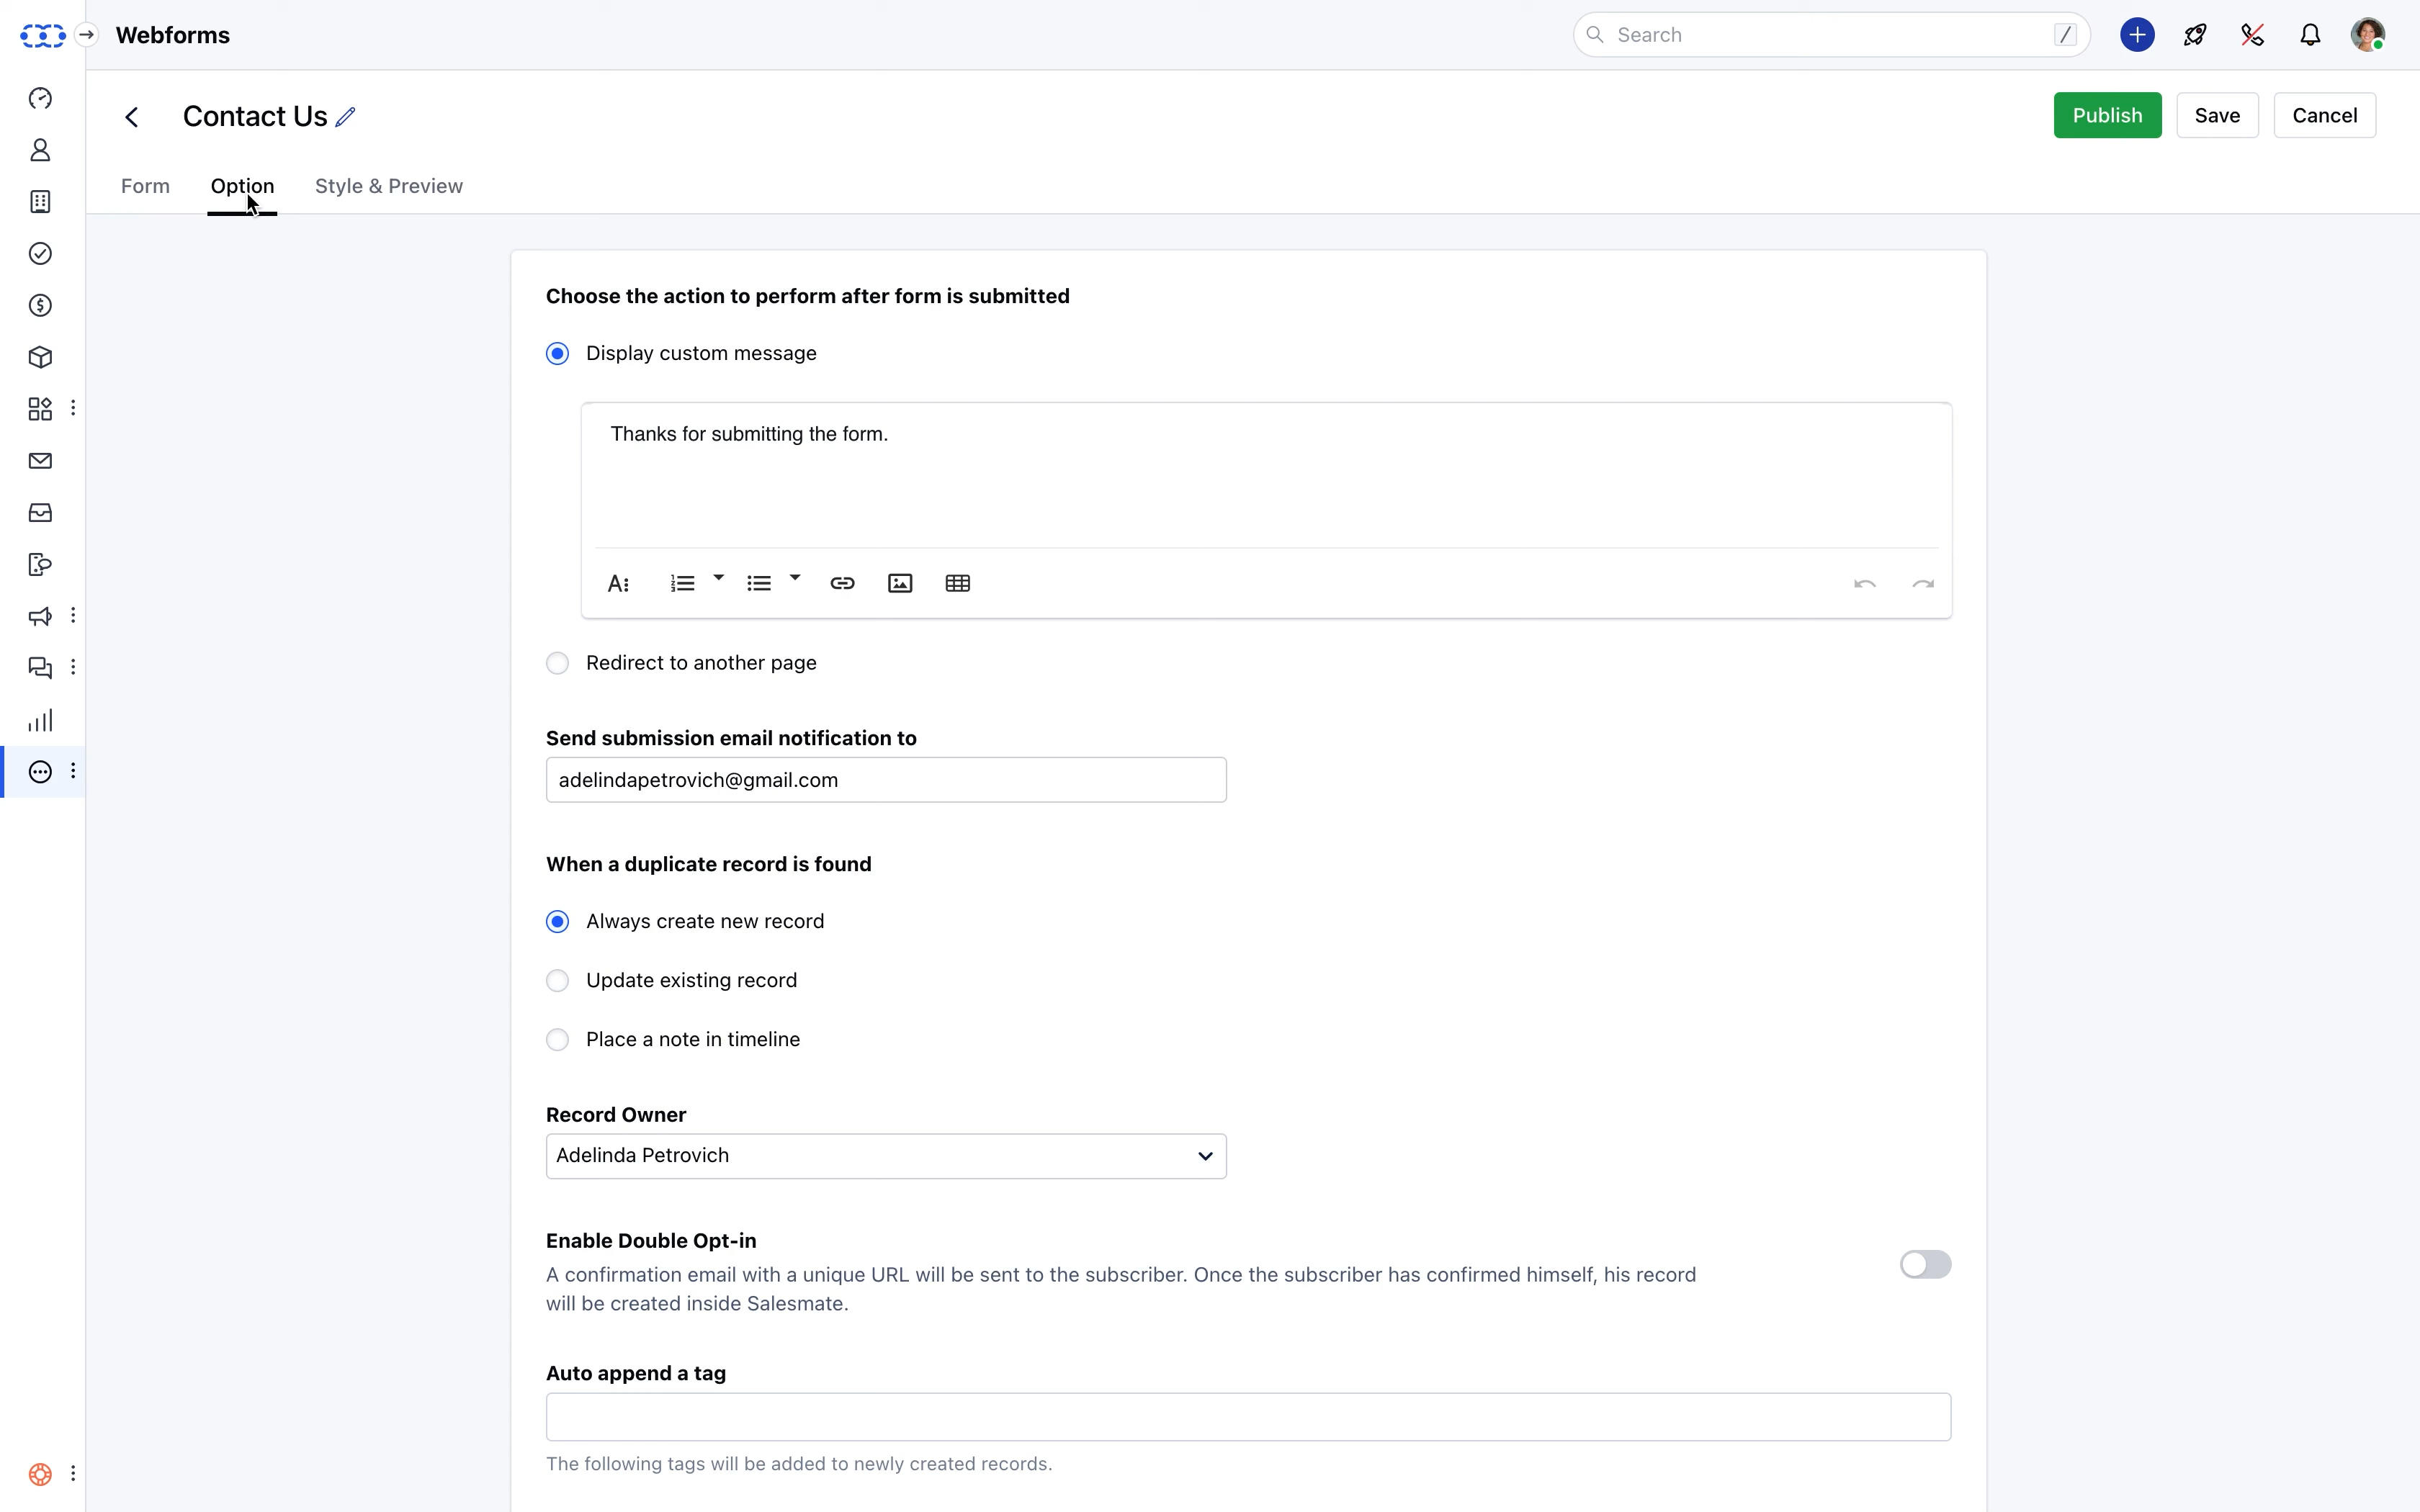 Webforms
Search /
Contact Us
Publish Save Cancel
Form Option Style & Preview
Choose the action to perform after form is submitted
Display custom message
Thanks for submitting the form.
Redirect to another page
Send submission email notification to
adelindapetrovich@gmail.com
When a duplicate record is found
Always create new record
Update existing record
Place a note in timeline
Record Owner
Adelinda Petrovich
Enable Double Opt-in
A confirmation email with a unique URL will be sent to the subscriber. Once the subscriber has confirmed himself, his record
will be created inside Salesmate.
Auto append a tag
The following tags will be added to newly created records.